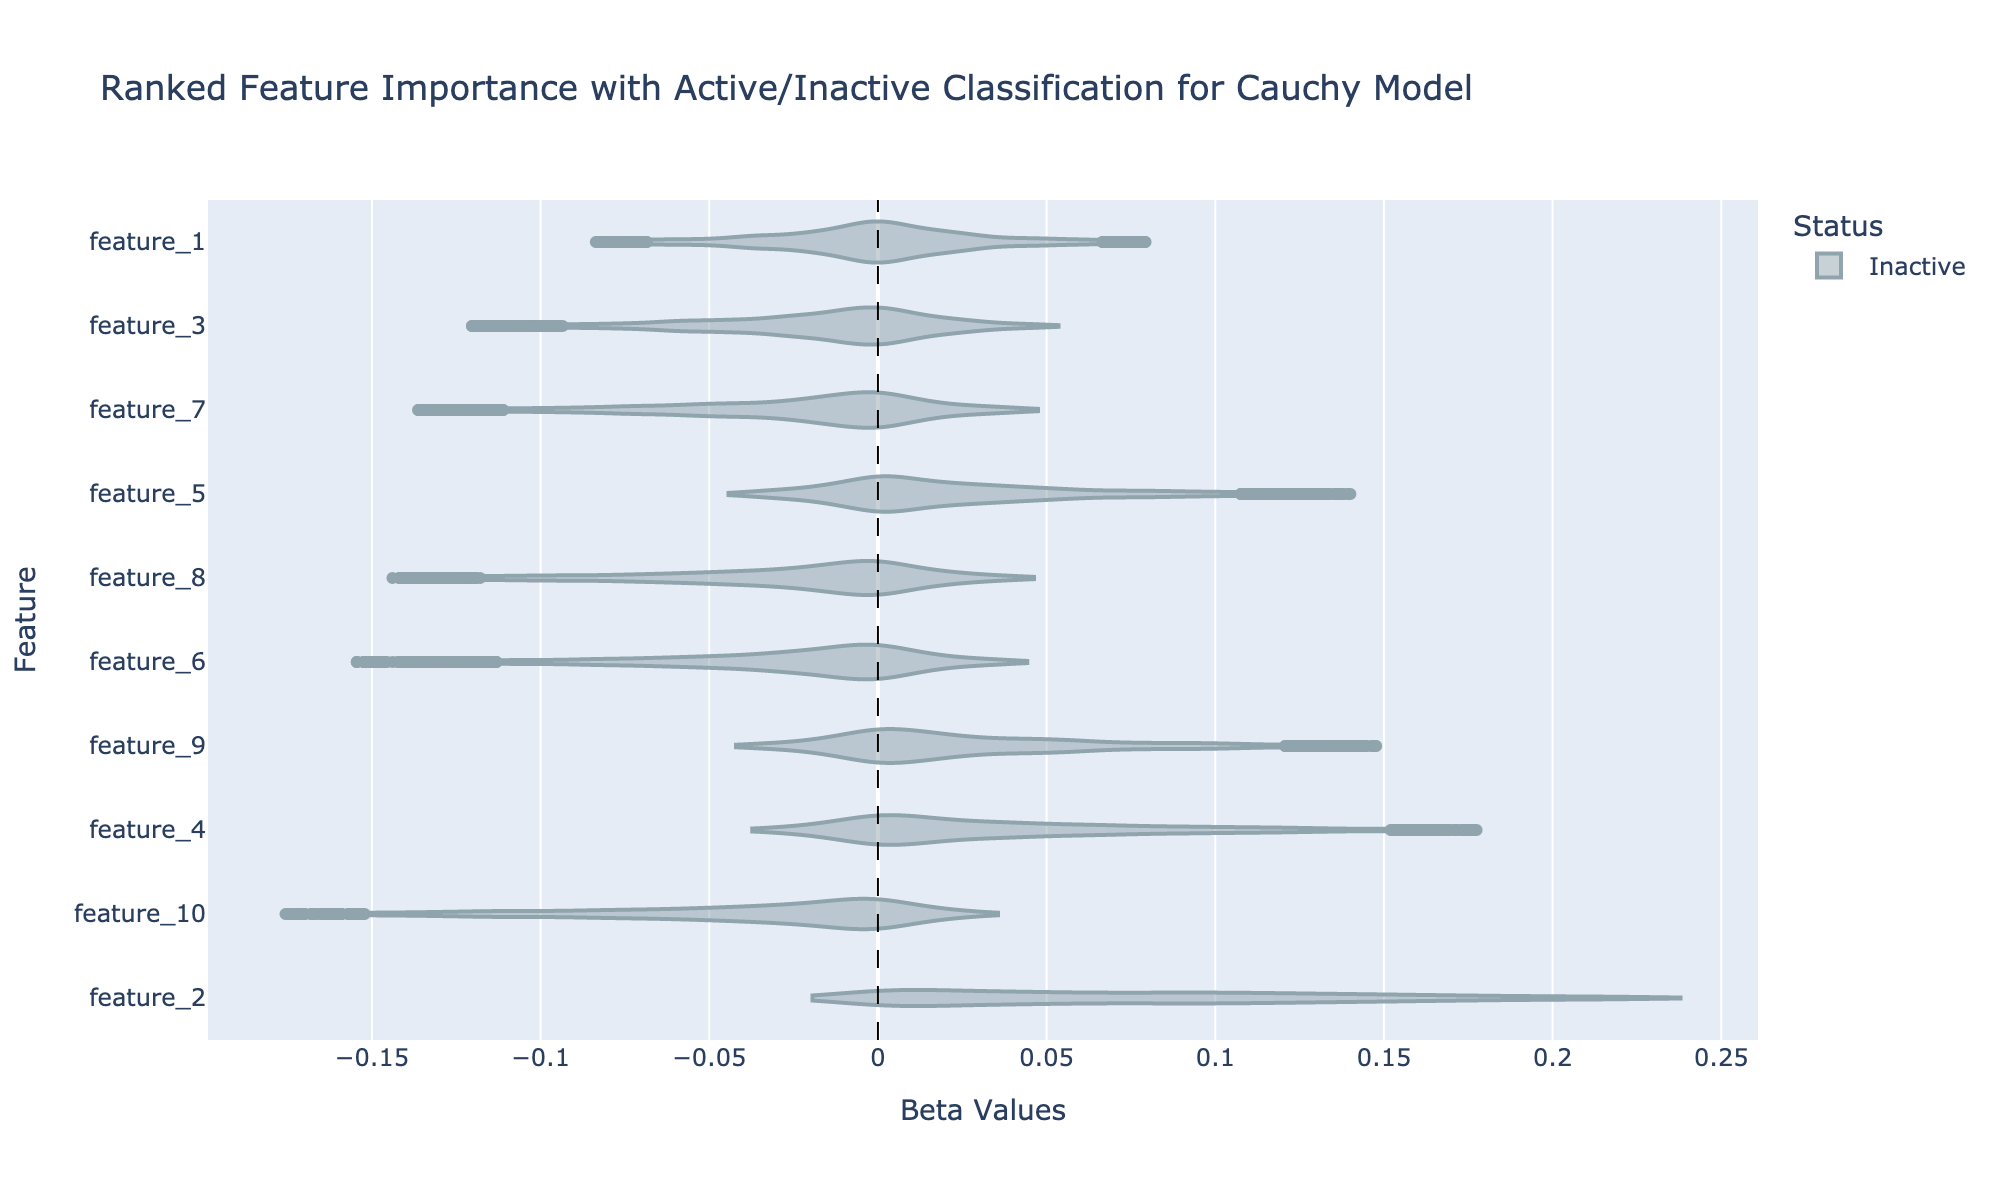 Ranked Feature Importance with Active/Inactive Classification for Cauchy Model
Status
Inactive
feature_1
feature_3
feature_7
feature_5
feature_8
feature_6
feature_9
feature_4
feature_10
feature_2
Feature
−0.15
−0.1
−0.05
0
0.05
0.1
0.15
0.2
0.25
Beta Values